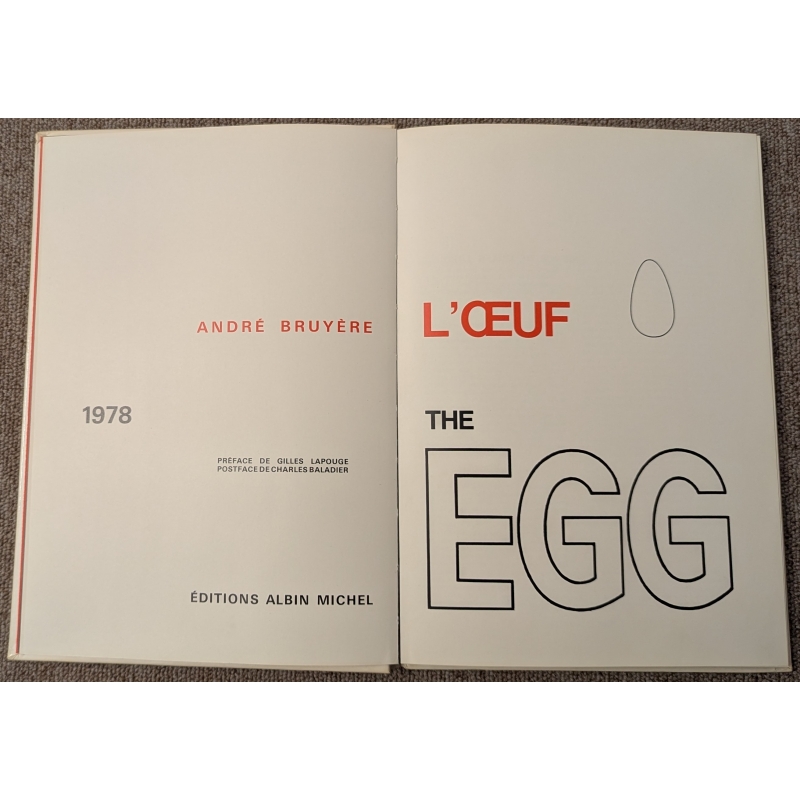 ANDRÉ BRUYÈRE
1978
PRÉFACE DE GILLES LAPOUGE
POSTFACE DE CHARLES BALADIER
ÉDITIONS ALBIN MICHEL
L'ŒUF
THE
EGG